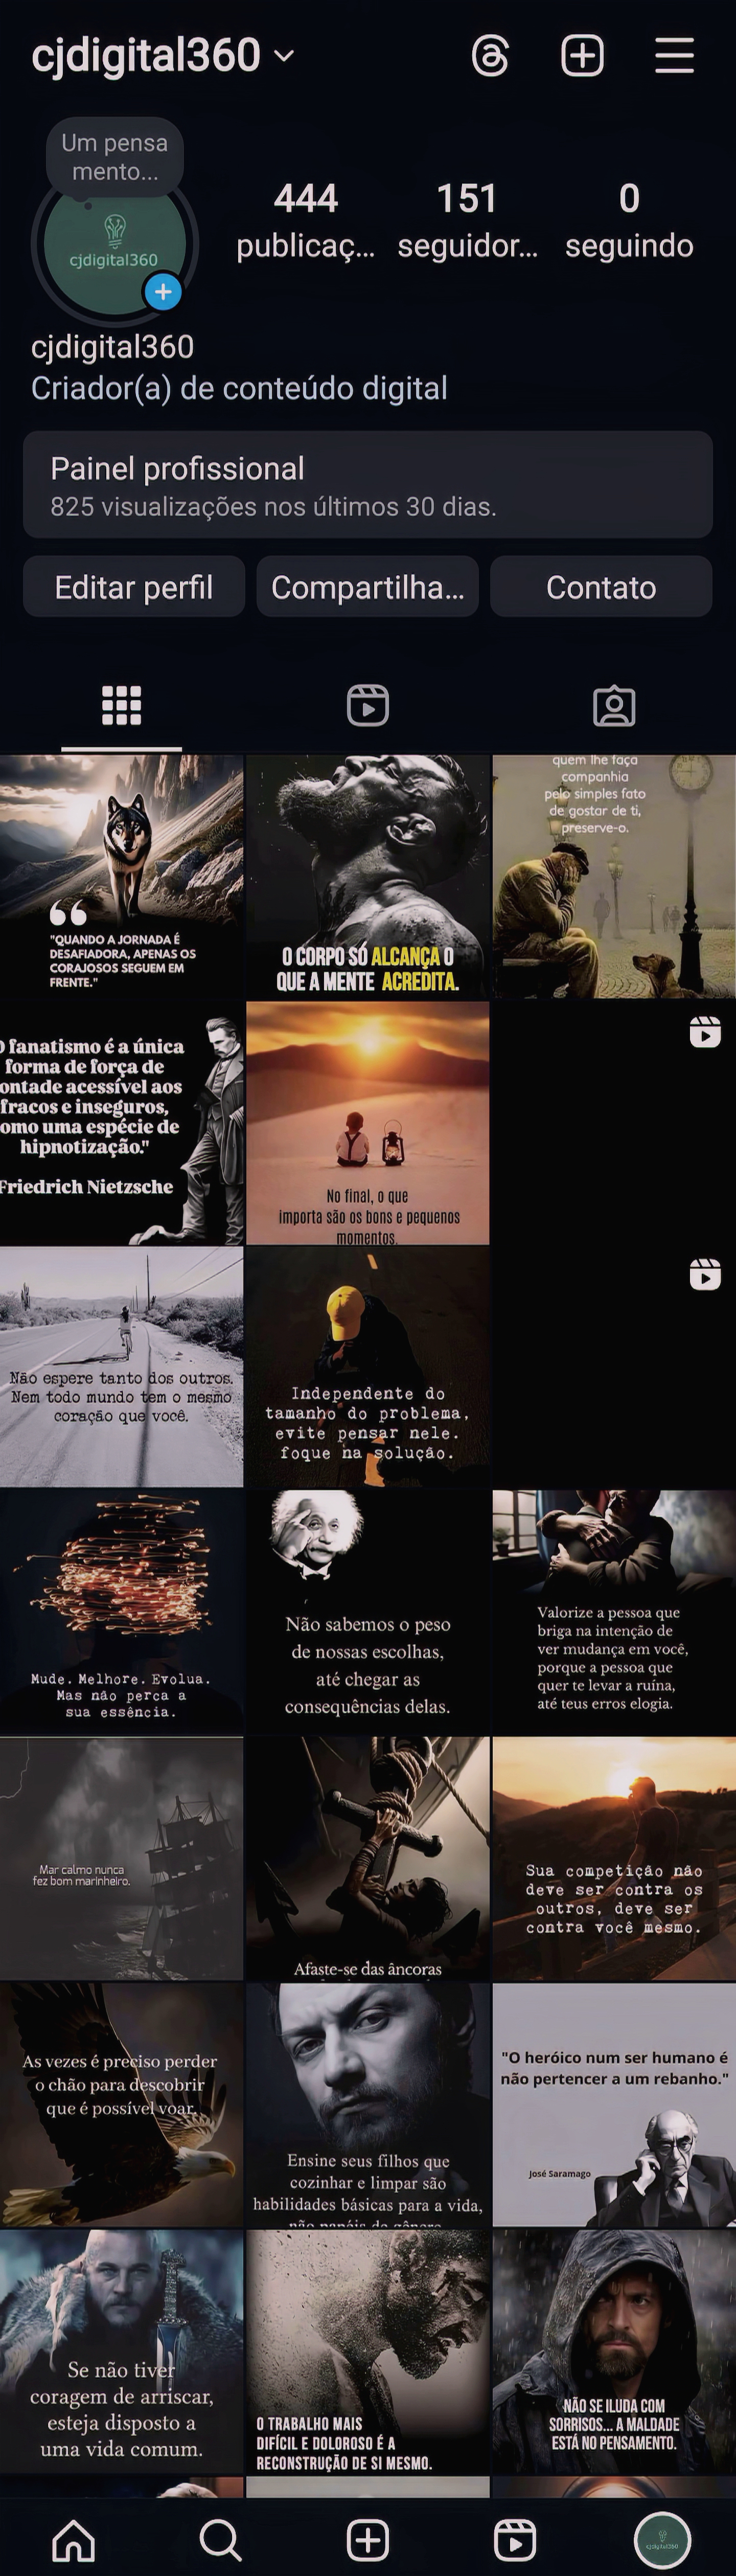 cjdigital360
Um pensa
mento...
cjdigital360
444
publicaç...
151
seguidor...
0
seguindo
cjdigital360
Criador(a) de conteúdo digital
Painel profissional
825 visualizações nos últimos 30 dias.
Editar perfil
Compartilha...
Contato
"QUANDO A JORNADA É
DESAFIADORA, APENAS OS
CORAJOSOS SEGUEM EM
FRENTE."
O CORPO SÓ ALCANÇA O
QUE A MENTE ACREDITA.
quem lhe faça
companhia
pelo simples fato
de gostar de ti,
preserve-o.
O fanatismo é a única
forma de força de
ontade acessível aos
fracos e inseguros,
omo uma espécie de
hipnotização."
Friedrich Nietzsche
No final, o que
importa são os bons e pequenos
momentos.
Não espere tanto dos outros.
Nem todo mundo tem o mesmo
coração que você.
Independente do
tamanho do problema,
evite pensar nele.
foque na solução.
Mude. Melhore. Evolua.
Mas não perca a
sua essência.
Não sabemos o peso
de nossas escolhas,
até chegar as
consequências delas.
Valorize a pessoa que
briga na intenção de
ver mudança em você,
porque a pessoa que
quer te levar a ruína,
até teus erros elogia.
Mar calmo nunca
fez bom marinheiro.
Afaste-se das âncoras
Sua competição não
deve ser contra os
outros, deve ser
contra você mesmo.
As vezes é preciso perder
o chão para descobrir
que é possível voar.
Ensine seus filhos que
cozinhar e limpar são
habilidades básicas para a vida,
não papéis de gênero
"O heróico num ser humano é
não pertencer a um rebanho."
José Saramago
Se não tiver
coragem de arriscar,
esteja disposto a
uma vida comum.
O TRABALHO MAIS
DIFÍCIL E DOLOROSO É A
RECONSTRUÇÃO DE SI MESMO.
NÃO SE ILUDA COM
SORRISOS... A MALDADE
ESTÁ NO PENSAMENTO.
cjdigital360